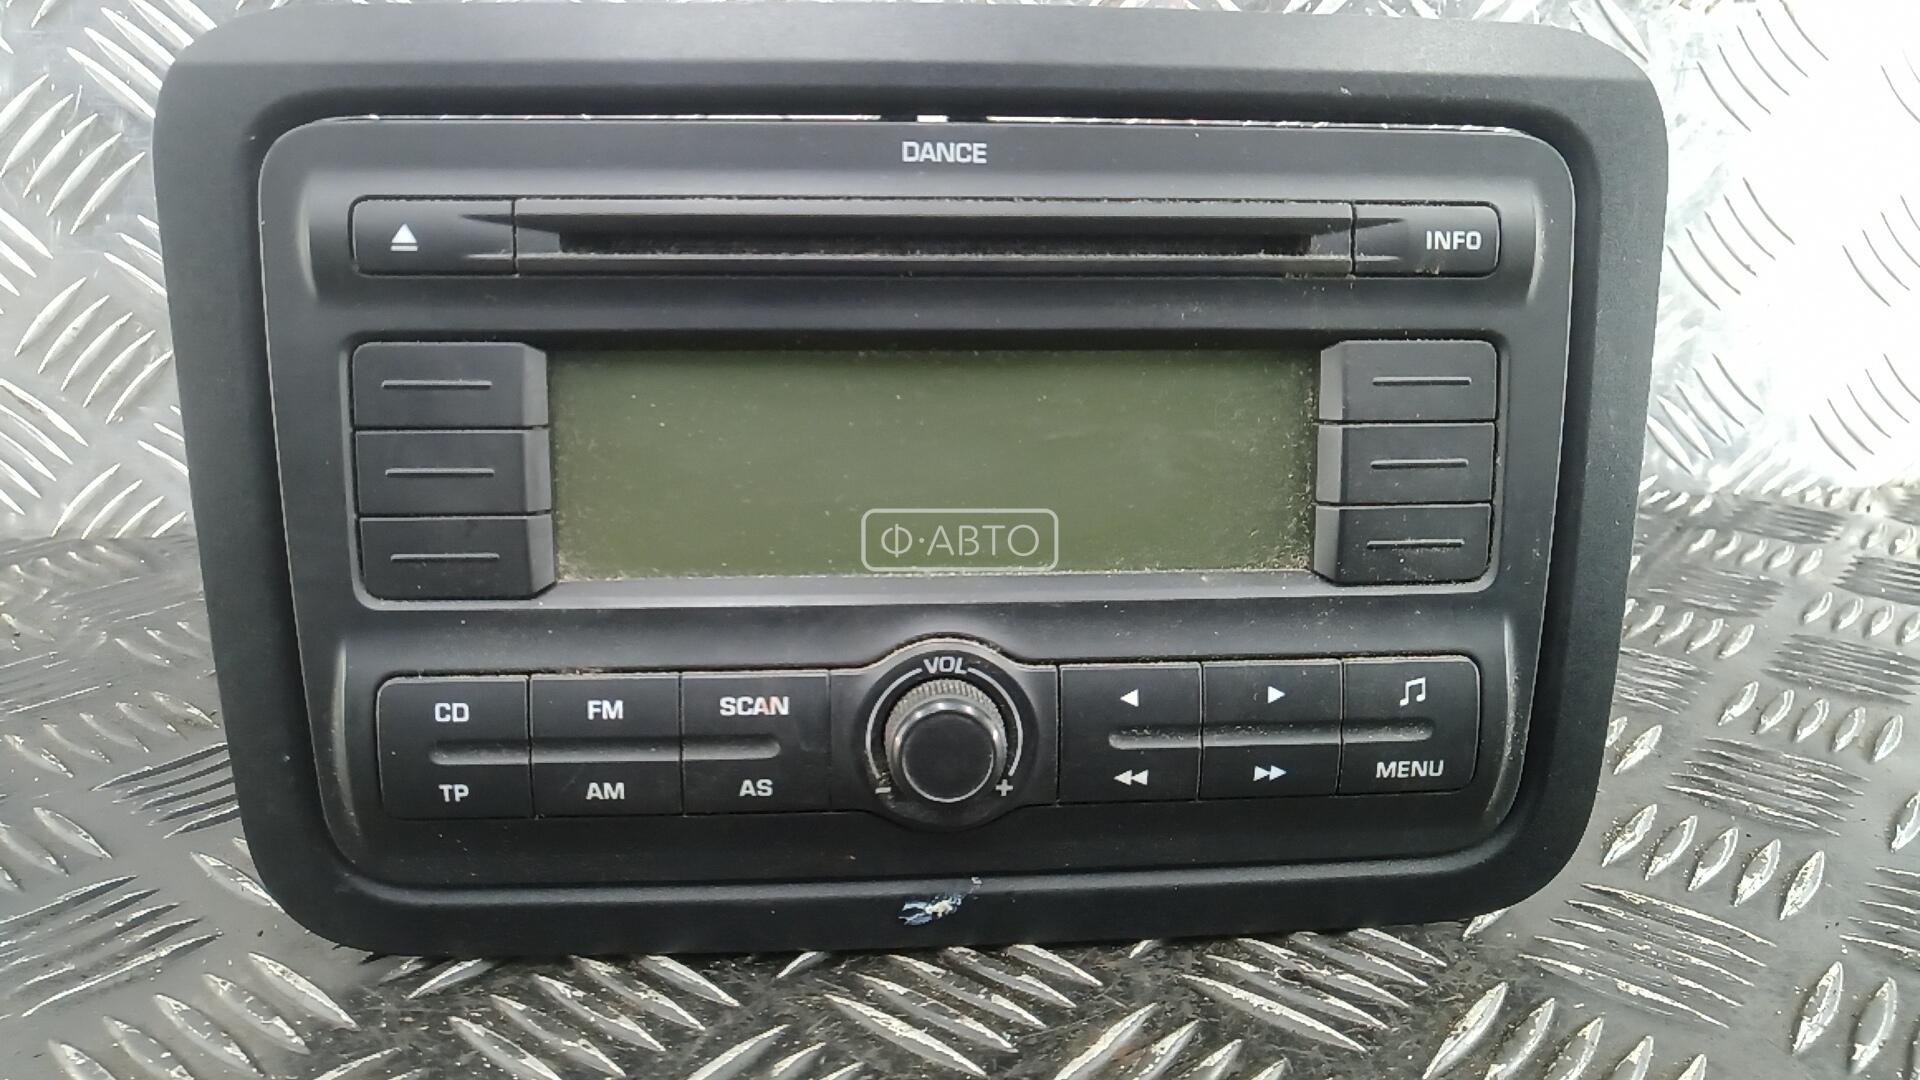 DANCE
INFO
Ф·АВТО
VOL
CD FM SCAN
TP AM AS
- +
MENU